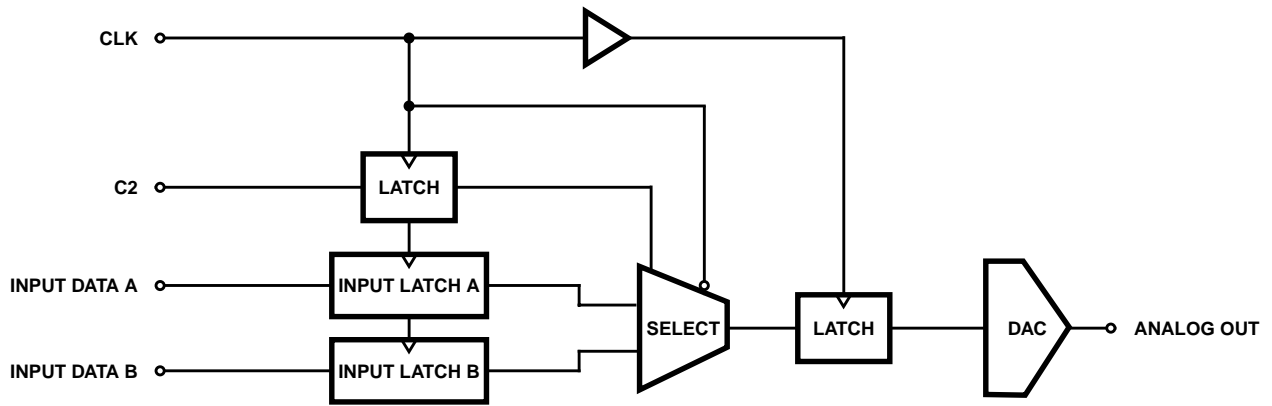 CLK
C2
LATCH
INPUT DATA A
INPUT LATCH A
INPUT DATA B
INPUT LATCH B
SELECT
LATCH
DAC
ANALOG OUT